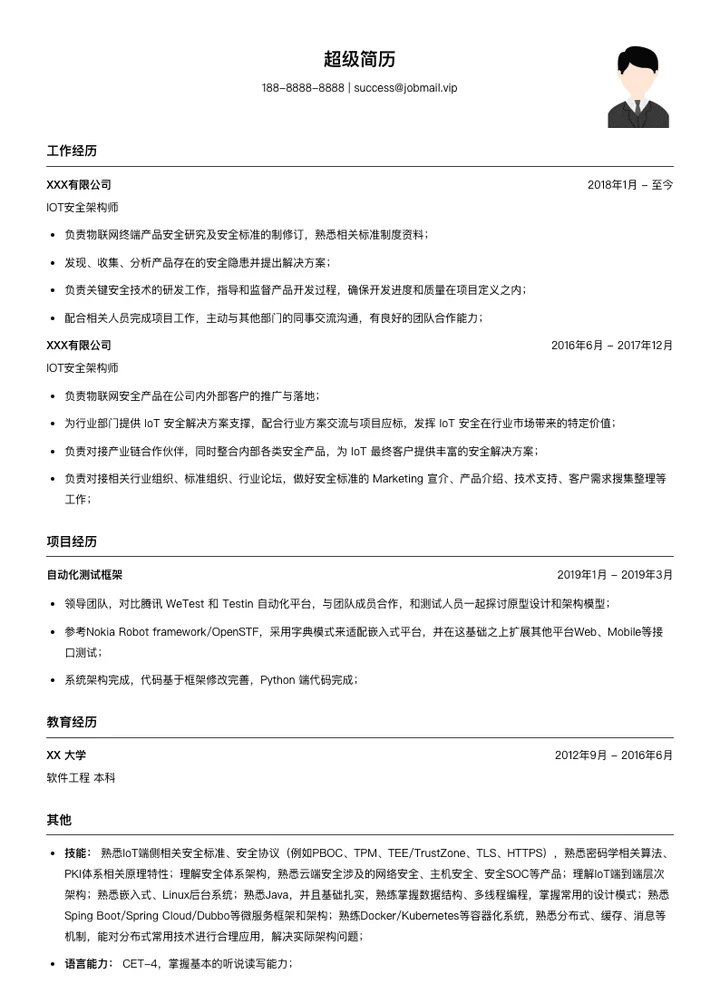 超级简历
188-8888-8888 | success@jobmail.vip
工作经历
XXX有限公司 2018年1月 – 至今
IOT安全架构师
• 负责物联网终端产品安全研究及安全标准的制修订，熟悉相关标准制度资料；
• 发现、收集、分析产品存在的安全隐患并提出解决方案；
• 负责关键安全技术的研发工作，指导和监督产品开发过程，确保开发进度和质量在项目定义之内；
• 配合相关人员完成项目工作，主动与其他部门的同事交流沟通，有良好的团队合作能力；
XXX有限公司 2016年6月 – 2017年12月
IOT安全架构师
• 负责物联网安全产品在公司内外部客户的推广与落地；
• 为行业部门提供 IoT 安全解决方案支撑，配合行业方案交流与项目应标，发挥 IoT 安全在行业市场带来的特定价值；
• 负责对接产业链合作伙伴，同时整合内部各类安全产品，为 IoT 最终客户提供丰富的安全解决方案；
• 负责对接相关行业组织、标准组织、行业论坛，做好安全标准的 Marketing 宣介、产品介绍、技术支持、客户需求搜集整理等
工作；
项目经历
自动化测试框架 2019年1月 – 2019年3月
• 领导团队，对比腾讯 WeTest 和 Testin 自动化平台，与团队成员合作，和测试人员一起探讨原型设计和架构模型；
• 参考Nokia Robot framework/OpenSTF，采用字典模式来适配嵌入式平台，并在这基础之上扩展其他平台Web、Mobile等接
口测试；
• 系统架构完成，代码基于框架修改完善，Python 端代码完成；
教育经历
XX 大学 2012年9月 – 2016年6月
软件工程 本科
其他
• 技能： 熟悉IoT端侧相关安全标准、安全协议（例如PBOC、TPM、TEE/TrustZone、TLS、HTTPS），熟悉密码学相关算法、
PKI体系相关原理特性；理解安全体系架构，熟悉云端安全涉及的网络安全、主机安全、安全SOC等产品；理解IoT端到端层次
架构；熟悉嵌入式、Linux后台系统；熟悉Java，并且基础扎实，熟练掌握数据结构、多线程编程，掌握常用的设计模式；熟悉
Sping Boot/Spring Cloud/Dubbo等微服务框架和架构；熟练Docker/Kubernetes等容器化系统，熟悉分布式、缓存、消息等
机制，能对分布式常用技术进行合理应用，解决实际架构问题；
• 语言能力： CET-4，掌握基本的听说读写能力；